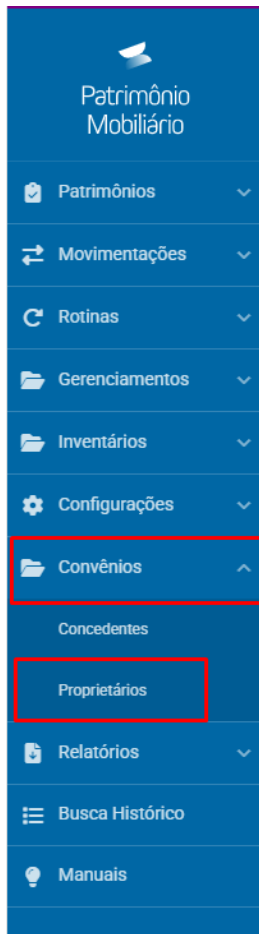 Patrimônio
Mobiliário
Patrimônios
Movimentações
Rotinas
Gerenciamentos
Inventários
Configurações
Convênios
Concedentes
Proprietários
Relatórios
Busca Histórico
Manuais